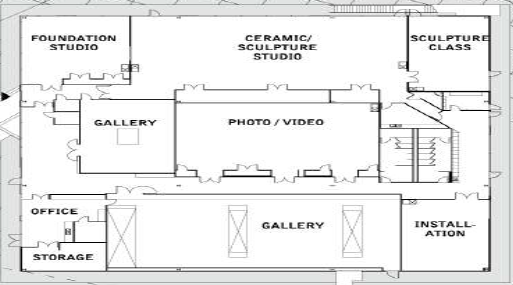 FOUNDATION
STUDIO
CERAMIC/
SCULPTURE
STUDIO
SCULPTURE
CLASS
GALLERY
PHOTO / VIDEO
OFFICE
GALLERY
INSTALL-
ATION
STORAGE